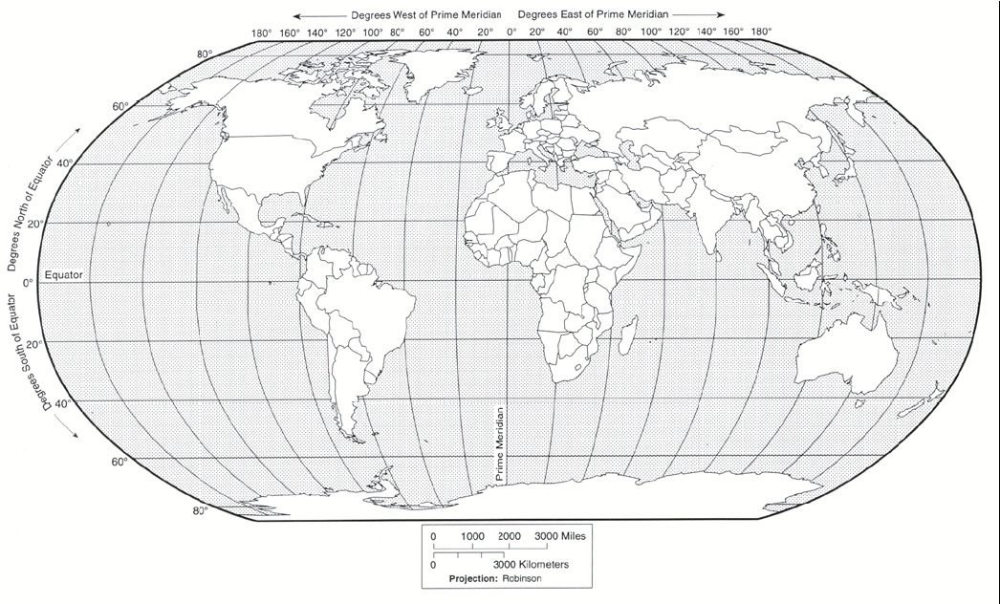 Degrees West of Prime Meridian Degrees East of Prime Meridian
180° 160° 140° 120° 100° 80° 60° 40° 20° 0° 20° 40° 60° 80° 100° 120° 140° 160° 180°
80°
60°
40°
20°
Equator
0°
20°
40°
60°
80°
Degrees North of Equator
Degrees South of Equator
Prime Meridian
0 1000 2000 3000 Miles
0 3000 Kilometers
Projection: Robinson